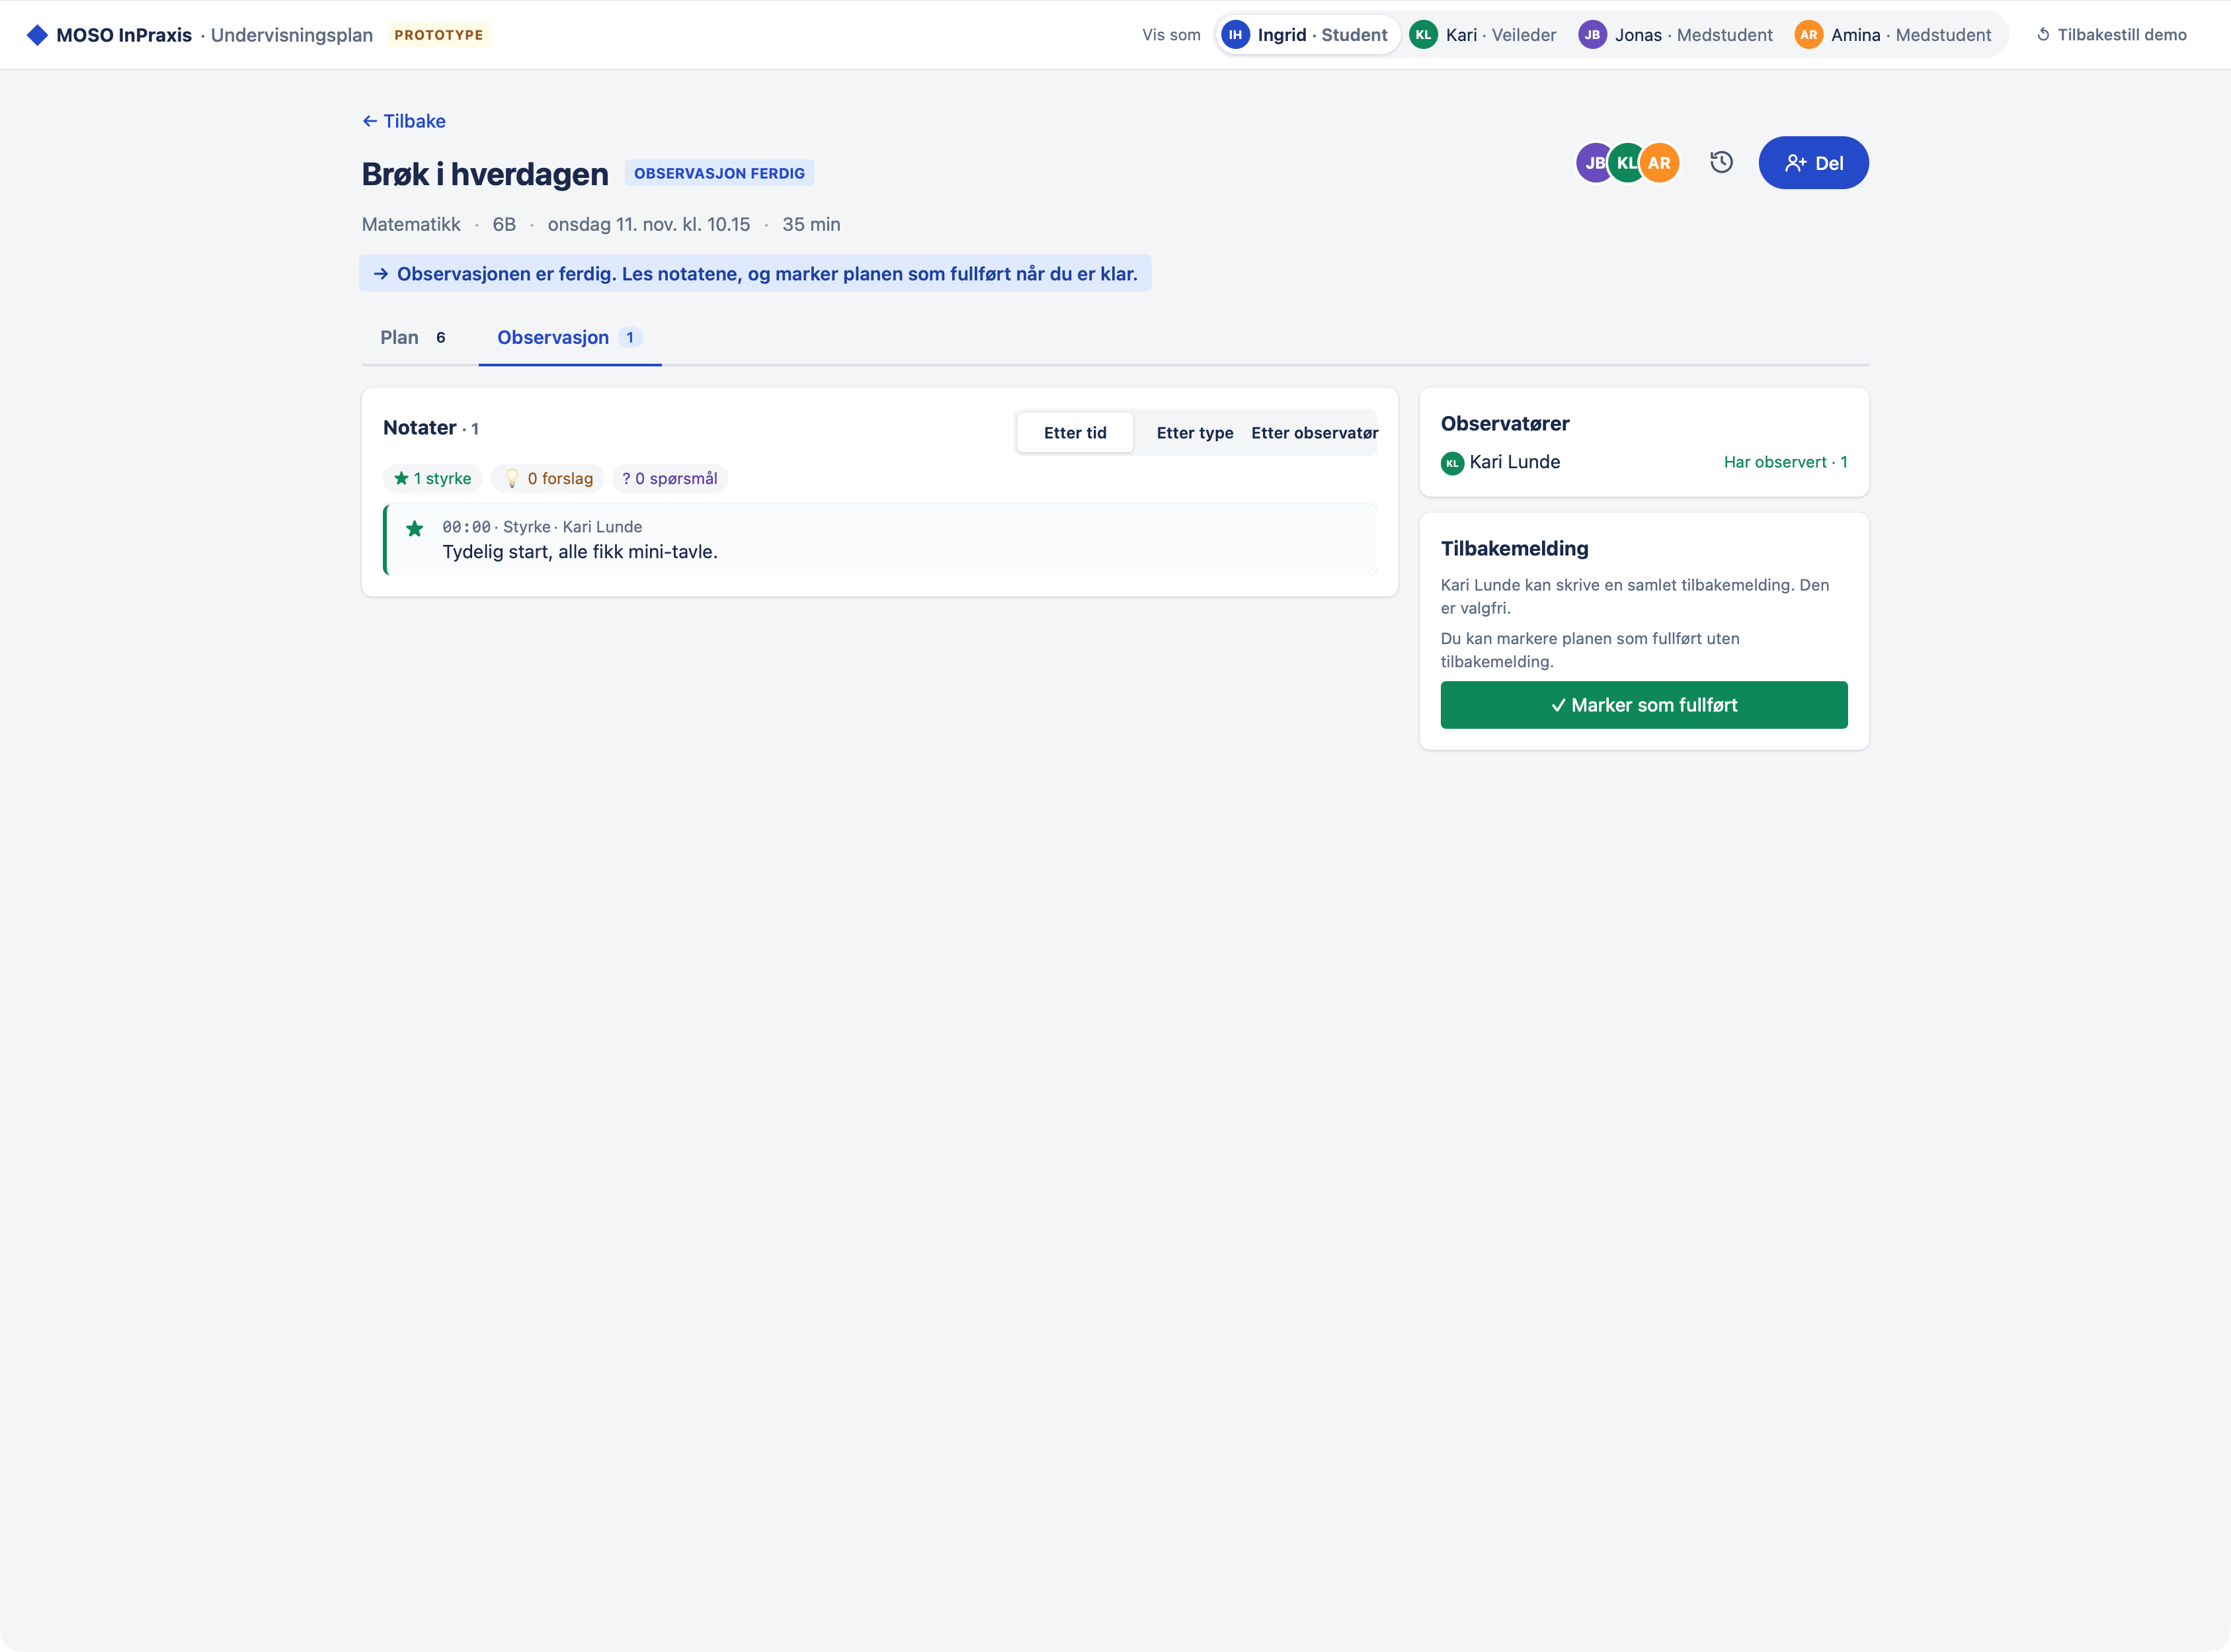 MOSO InPraxis · Undervisningsplan PROTOTYPE Vis som IH Ingrid · Student KL Kari · Veileder JB Jonas · Medstudent AR Amina · Medstudent Tilbakestill demo
← Tilbake
Brøk i hverdagen OBSERVASJON FERDIG JB KL AR Del
Matematikk · 6B · onsdag 11. nov. kl. 10.15 · 35 min
→ Observasjonen er ferdig. Les notatene, og marker planen som fullført når du er klar.
Plan 6 Observasjon 1
Notater · 1 Etter tid Etter type Etter observatør
★ 1 styrke 💡 0 forslag ? 0 spørsmål
★ 00:00 · Styrke · Kari Lunde
Tydelig start, alle fikk mini-tavle.
Observatører
KL Kari Lunde Har observert · 1
Tilbakemelding
Kari Lunde kan skrive en samlet tilbakemelding. Den
er valgfri.
Du kan markere planen som fullført uten
tilbakemelding.
✓ Marker som fullført